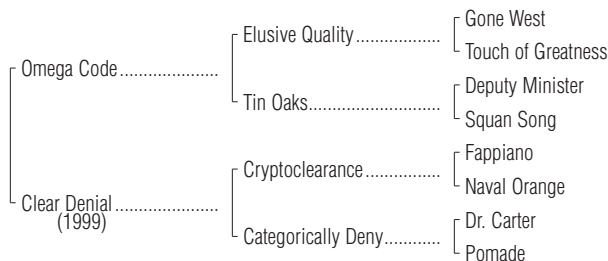 Gone West
Elusive Quality
Touch of Greatness
Omega Code
Deputy Minister
Tin Oaks
Squan Song
Fappiano
Cryptoclearance
Naval Orange
Clear Denial
(1999)
Dr. Carter
Categorically Deny
Pomade